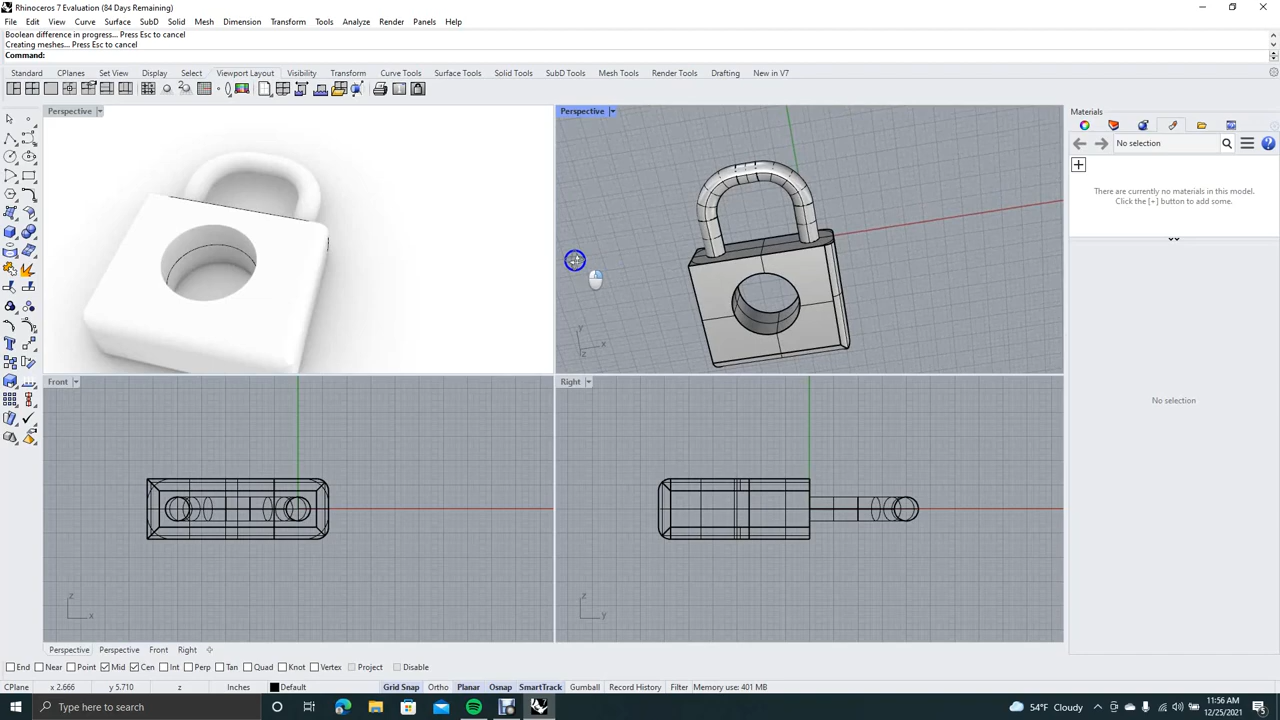 Rhinoceros 7 Evaluation (84 Days Remaining)
File Edit View Curve Surface SubD Solid Mesh Dimension Transform Tools Analyze Render Panels Help
Boolean difference in progress... Press Esc to cancel
Creating meshes... Press Esc to cancel
Command:
Standard CPlanes Set View Display Select Viewport Layout Visibility Transform Curve Tools Surface Tools Solid Tools SubD Tools Mesh Tools Render Tools Drafting New in V7
Perspective
Perspective
Materials
No selection
There are currently no materials in this model.
Click the [+] button to add some.
y
x
z
Front
Right
No selection
z
x
z
y
Perspective Perspective Front Right
End Near Point Mid Cen Int Perp Tan Quad Knot Vertex Project Disable
CPlane x 2.666 y 5.710 z Inches Default Grid Snap Ortho Planar Osnap SmartTrack Gumball Record History Filter Memory use: 401 MB
Type here to search
54°F Cloudy
11:56 AM
12/25/2021
5